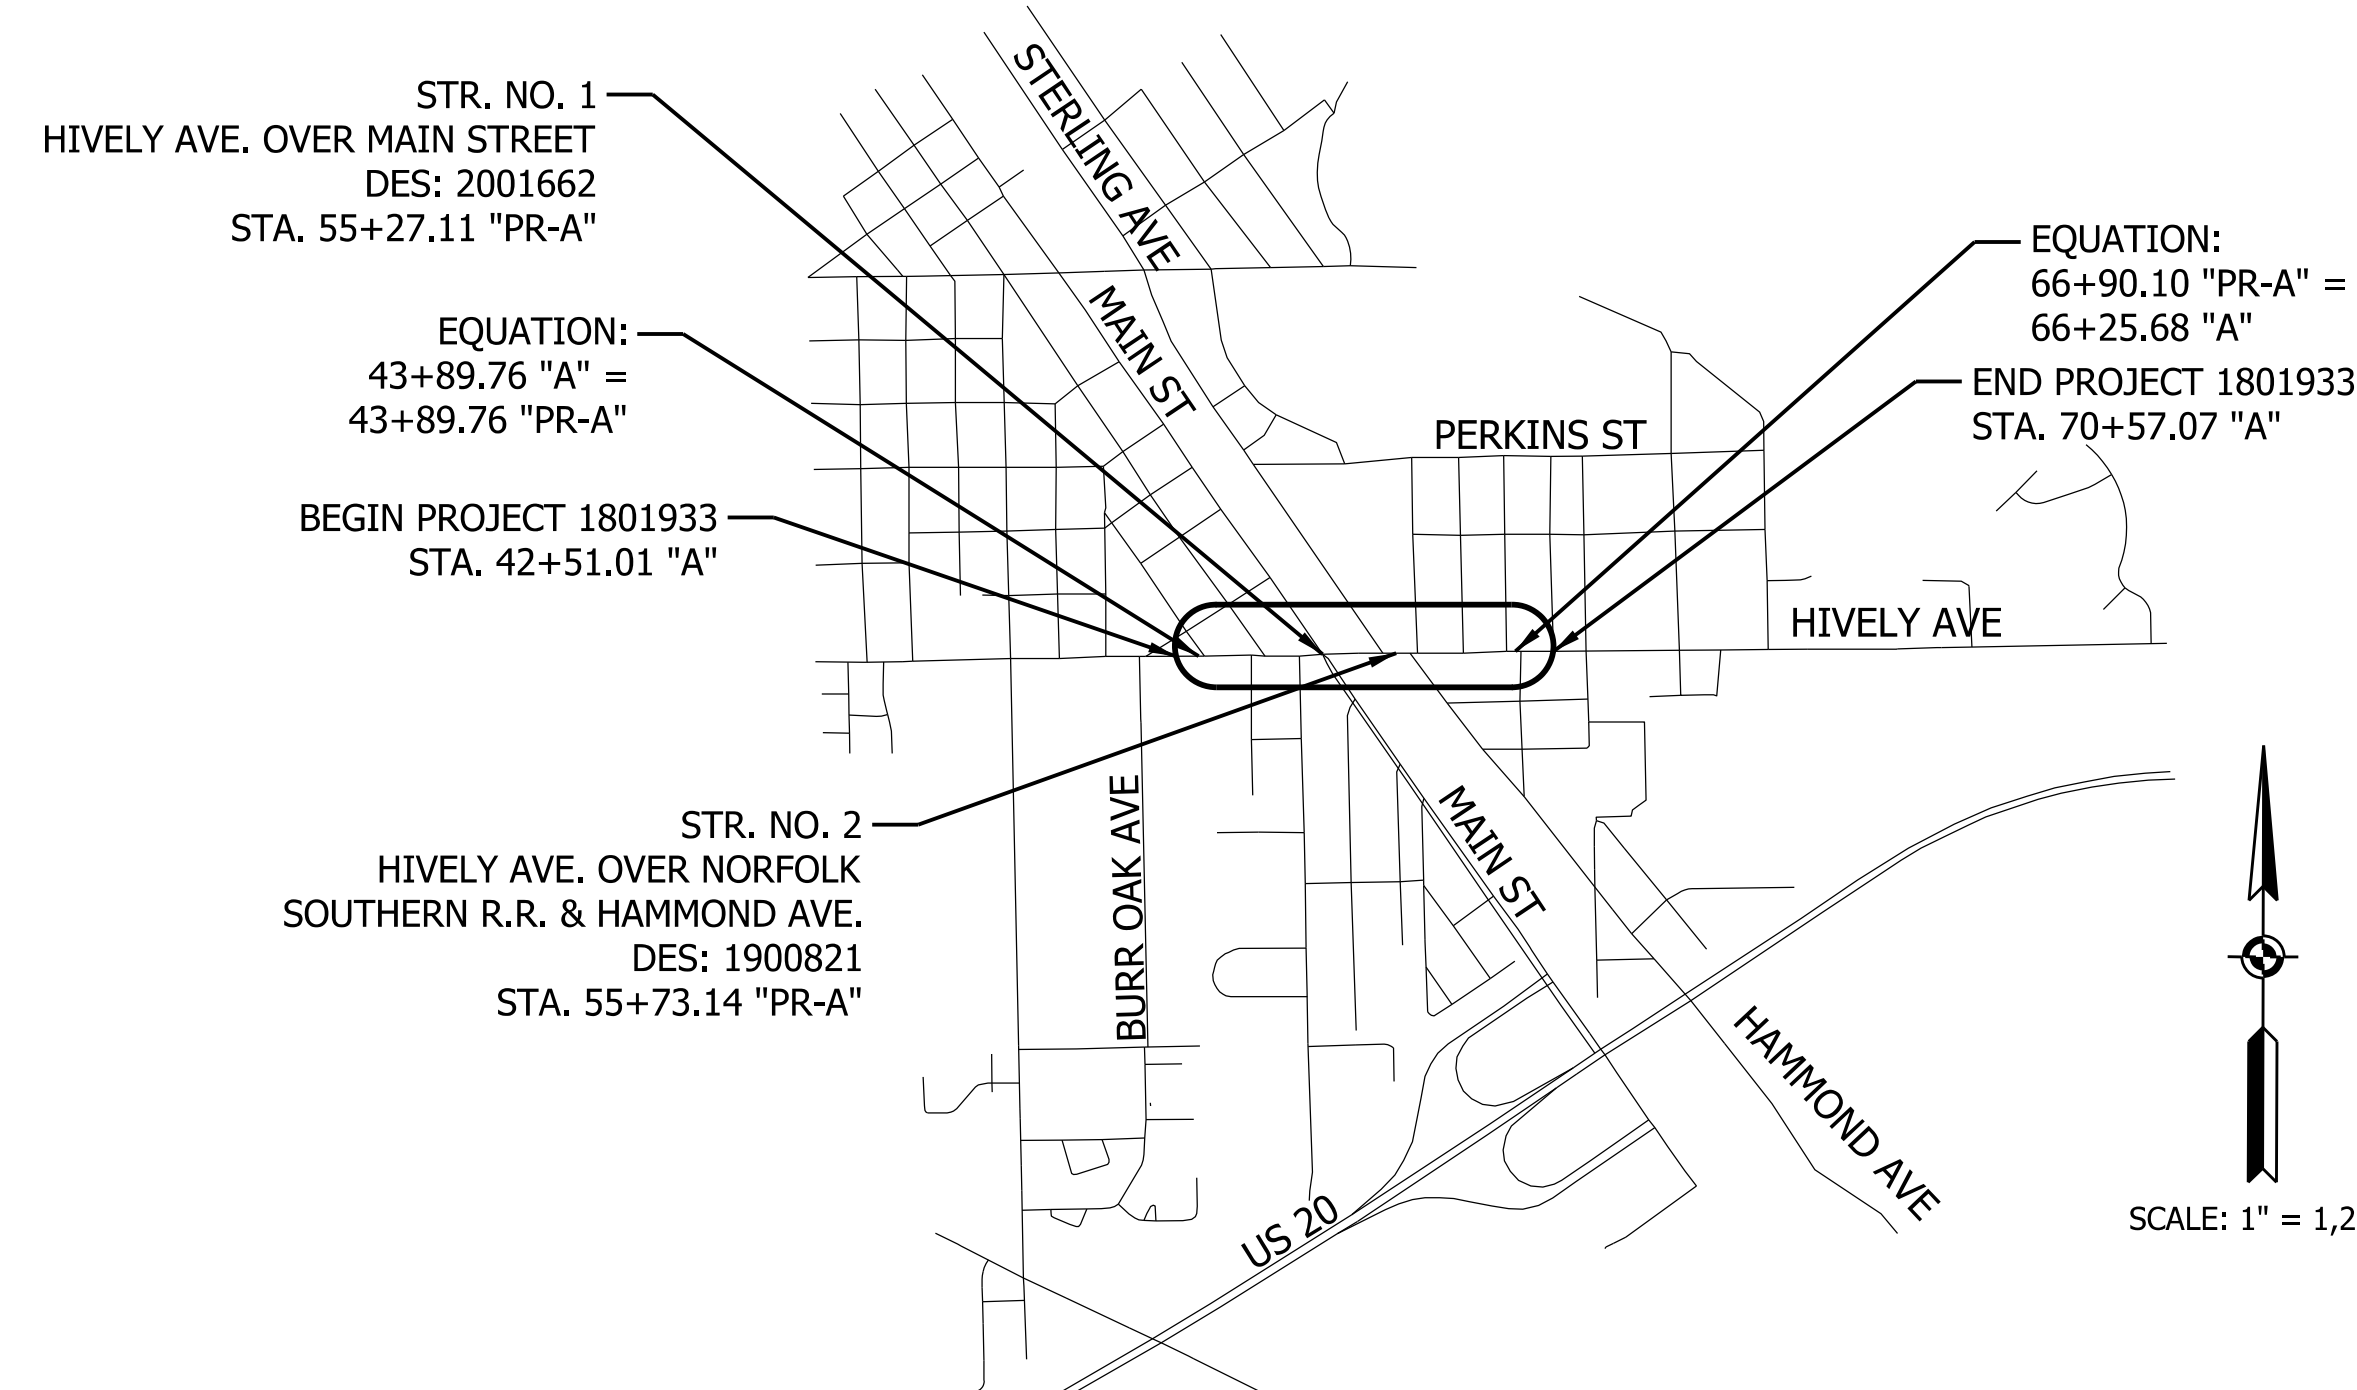 STR. NO. 1
HIVELY AVE. OVER MAIN STREET
DES: 2001662
STA. 55+27.11 "PR-A"
EQUATION:
43+89.76 "A" =
43+89.76 "PR-A"
BEGIN PROJECT 1801933
STA. 42+51.01 "A"
STR. NO. 2
HIVELY AVE. OVER NORFOLK
SOUTHERN R.R. & HAMMOND AVE.
DES: 1900821
STA. 55+73.14 "PR-A"
STERLING AVE
MAIN ST
PERKINS ST
EQUATION:
66+90.10 "PR-A" =
66+25.68 "A"
END PROJECT 1801933
STA. 70+57.07 "A"
HIVELY AVE
BURR OAK AVE
MAIN ST
HAMMOND AVE
US 20
SCALE: 1" = 1,2